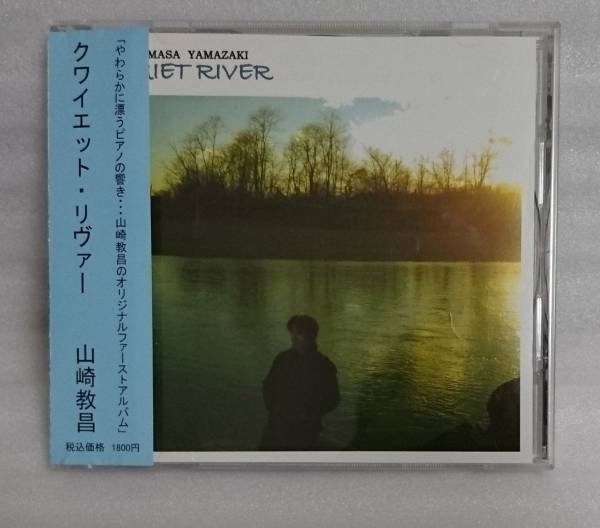 「やわらかに漂うピアノの響き・・・山崎教昌のオリジナルファーストアルバム」
クワイエット・リヴァー 山崎教昌
税込価格 1800円
MASA YAMAZAKI
IET RIVER